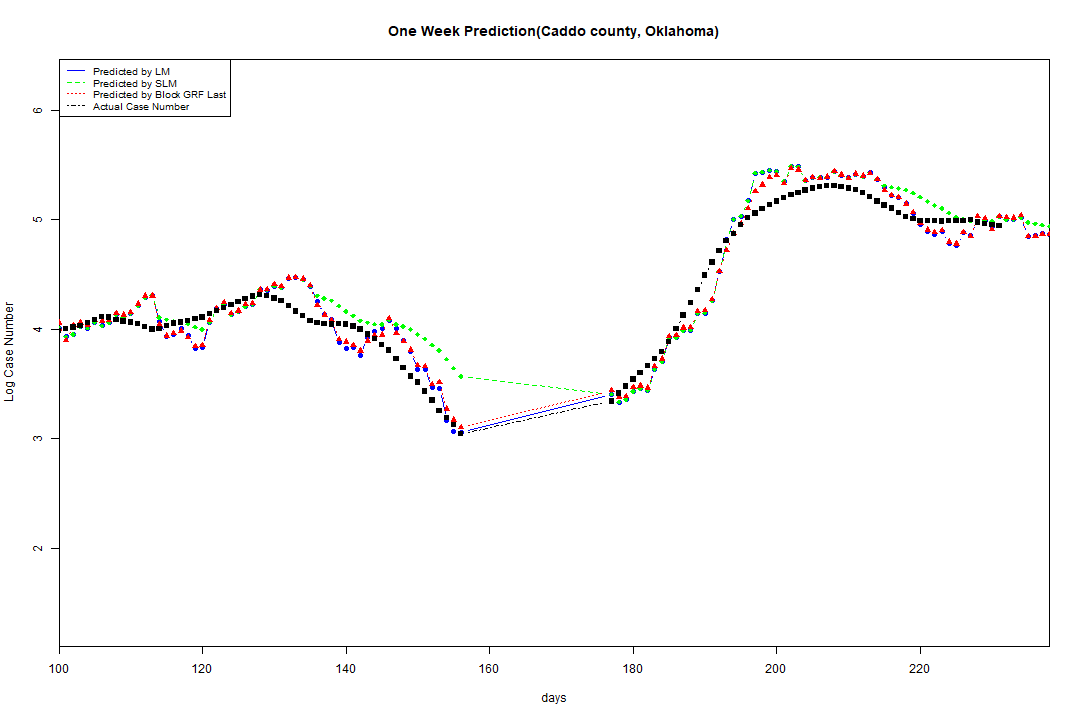 One Week Prediction(Caddo county, Oklahoma)
Predicted by LM
Predicted by SLM
Predicted by Block GRF Last
Actual Case Number
6
5
4
3
2
Log Case Number
100 120 140 160 180 200 220
days